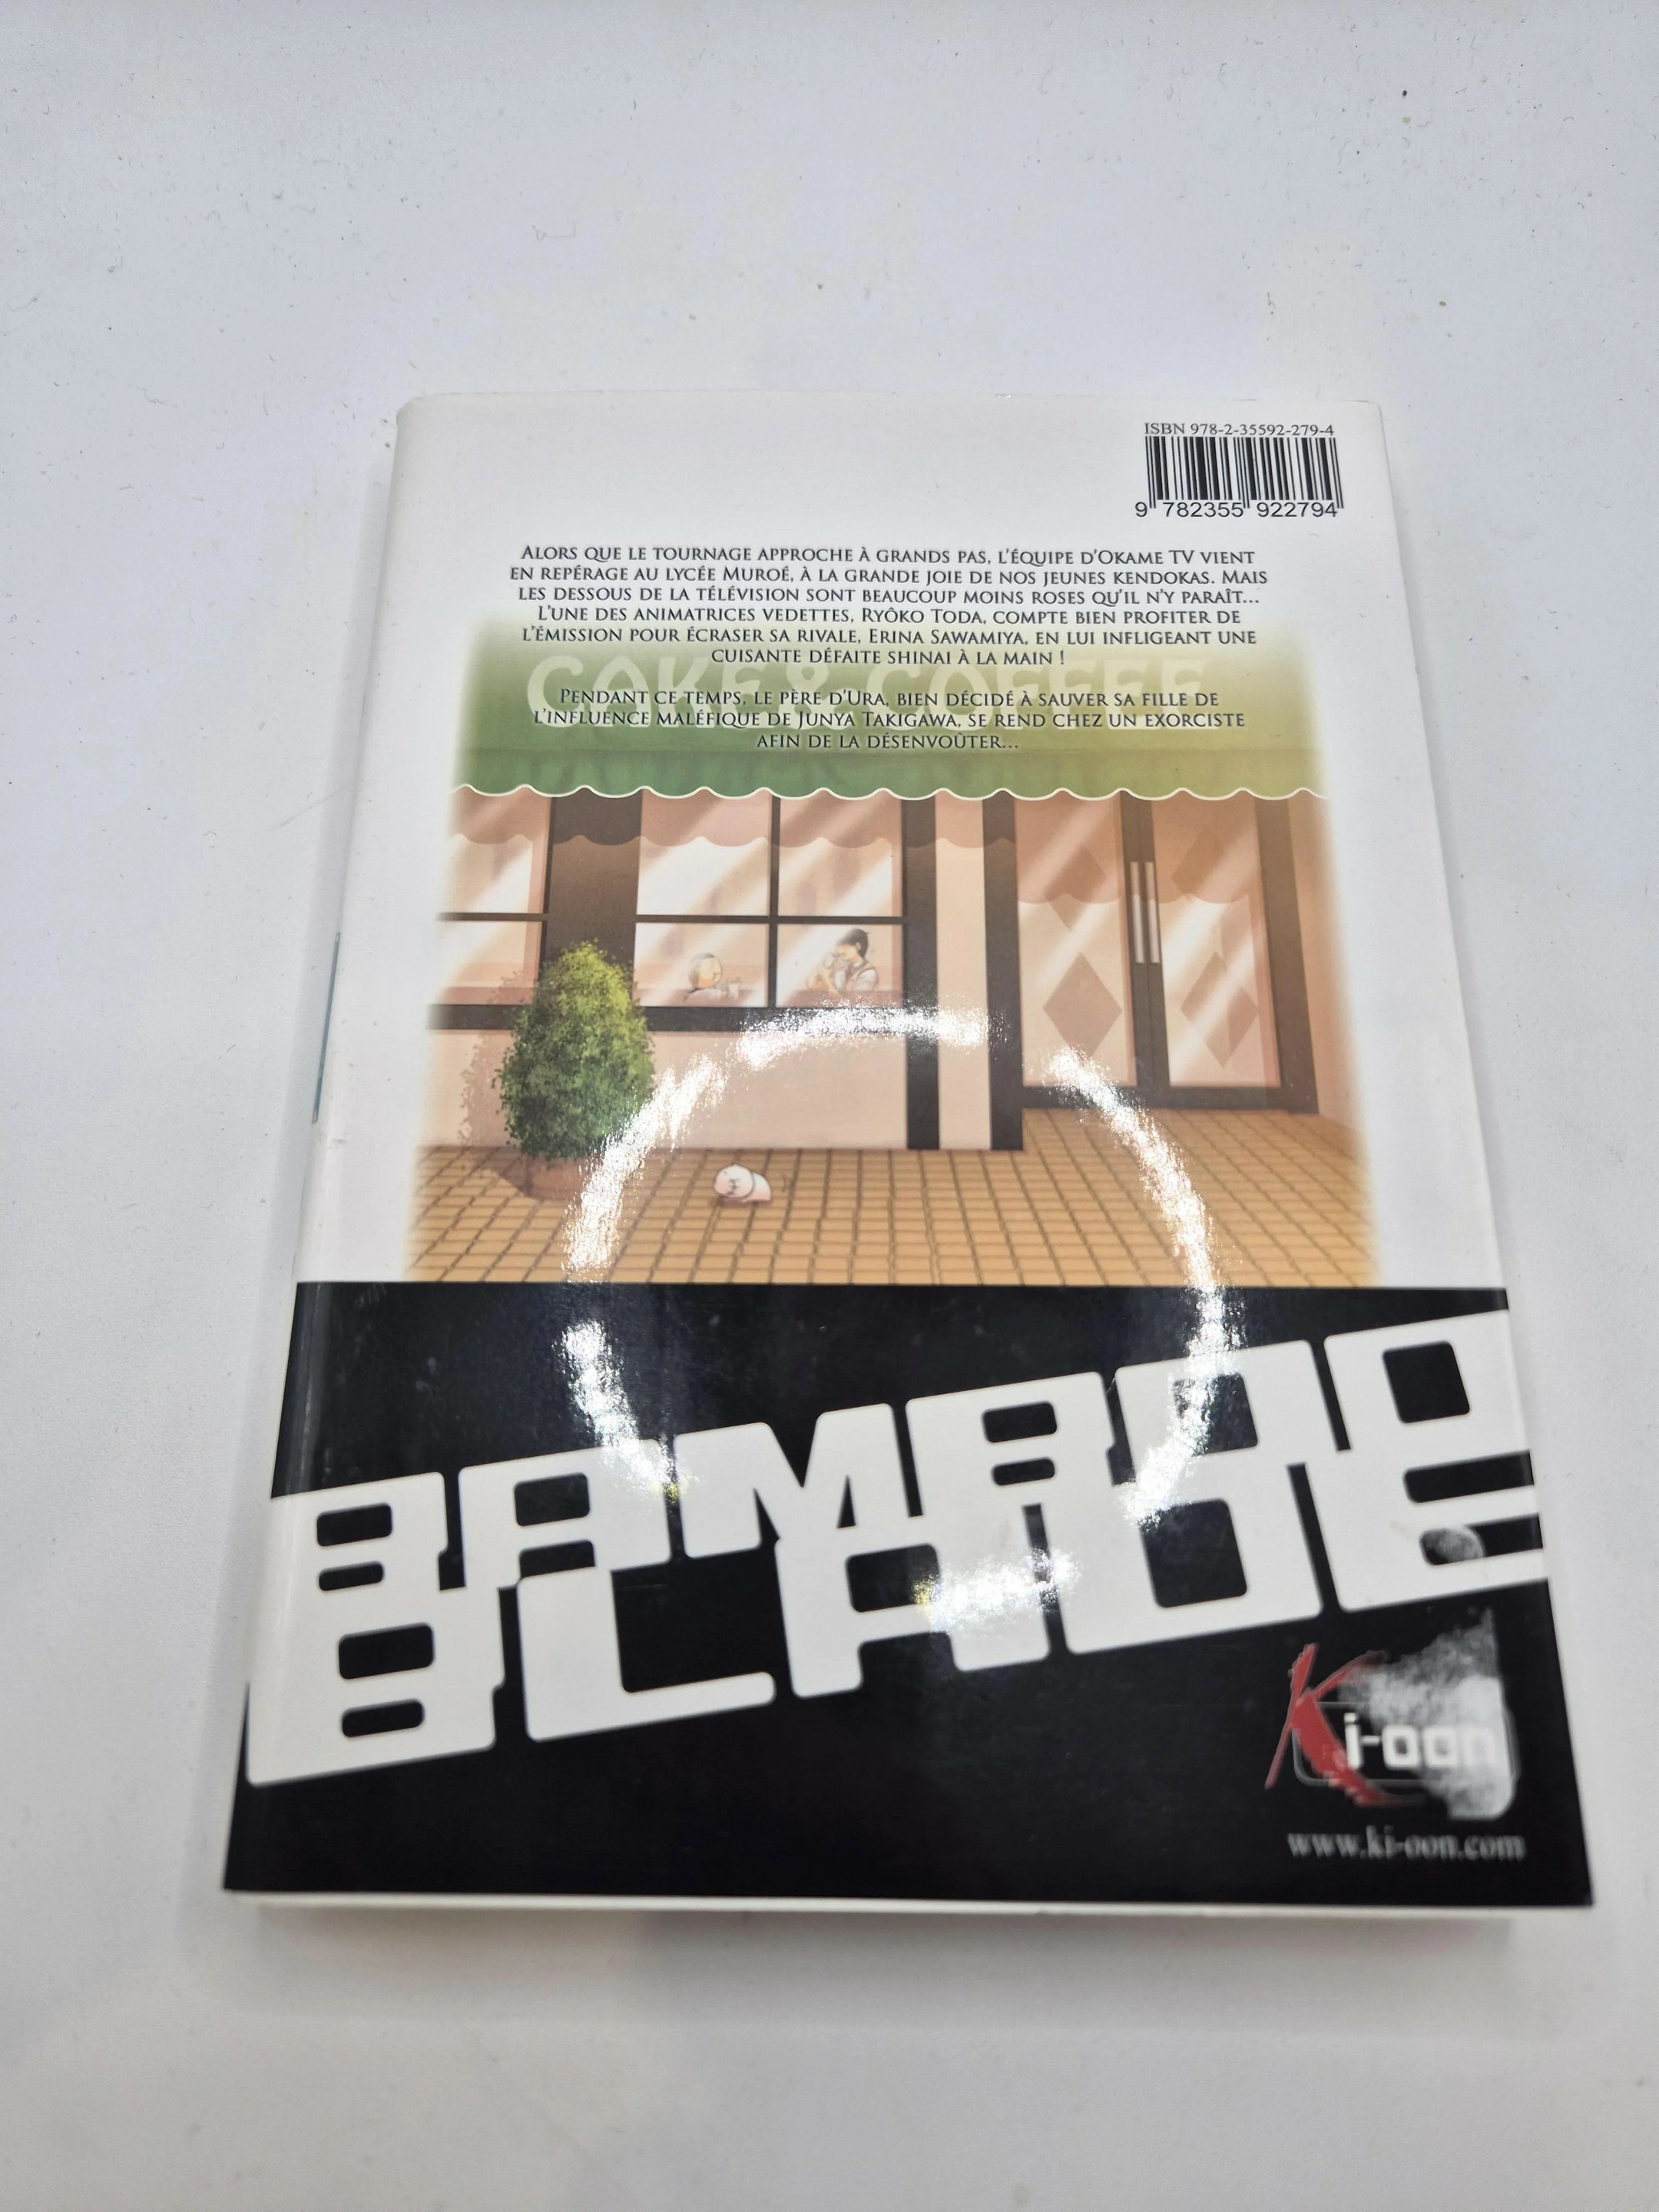 ISBN 978-2-35592-279-4
9 782355 922794
ALORS QUE LE TOURNAGE APPROCHE À GRANDS PAS, L'ÉQUIPE D'OKAME TV VIENT
EN REPÉRAGE AU LYCÉE MUROÉ, À LA GRANDE JOIE DE NOS JEUNES KENDOKAS. MAIS
LES DESSOUS DE LA TÉLÉVISION SONT BEAUCOUP MOINS ROSES QU'IL N'Y PARAÎT...
L'UNE DES ANIMATRICES VEDETTES, RYÔKO TODA, COMPTE BIEN PROFITER DE
L'ÉMISSION POUR ÉCRASER SA RIVALE, ERINA SAWAMIYA, EN LUI INFLIGEANT UNE
CUISANTE DÉFAITE SHINAI À LA MAIN !
CAKE & COFFEE
PENDANT CE TEMPS, LE PÈRE D'URA, BIEN DÉCIDÉ À SAUVER SA FILLE DE
L'INFLUENCE MALÉFIQUE DE JUNYA TAKIGAWA, SE REND CHEZ UN EXORCISTE
AFIN DE LA DÉSENVOÛTER...
BAMBOO
BLADE
Ki-oon
www.ki-oon.com